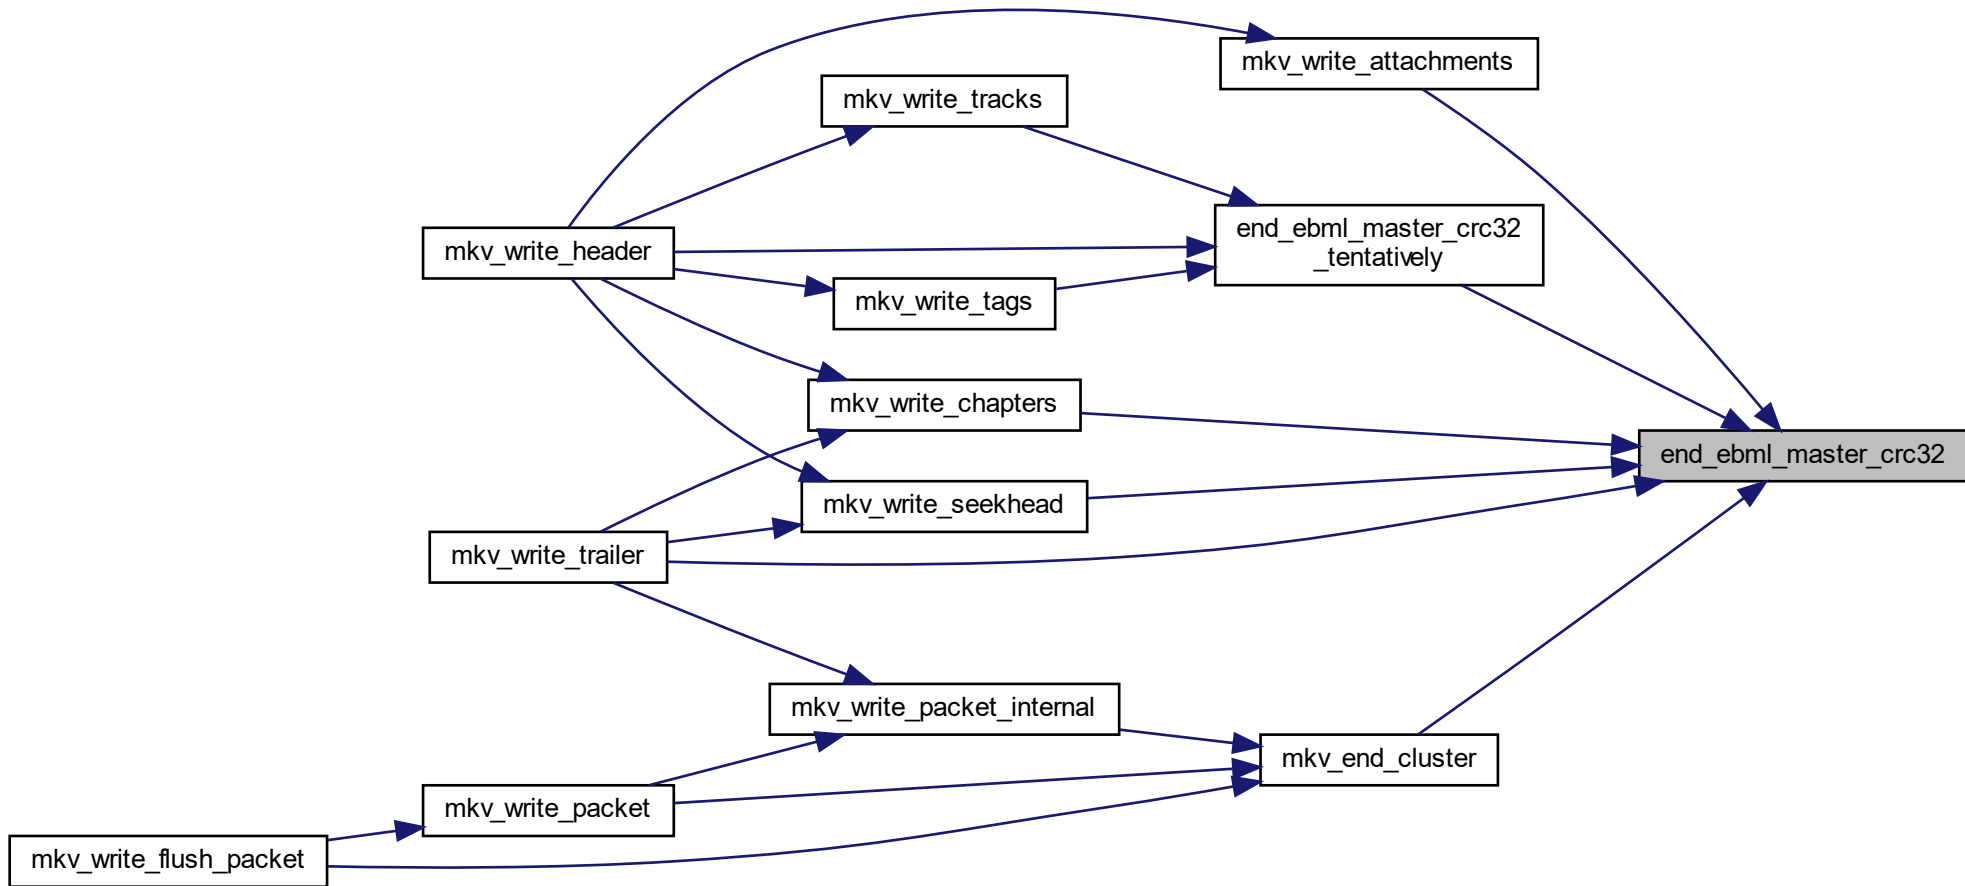 mkv_write_attachments
mkv_write_tracks
end_ebml_master_crc32
_tentatively
mkv_write_header
mkv_write_tags
mkv_write_chapters
end_ebml_master_crc32
mkv_write_seekhead
mkv_write_trailer
mkv_write_packet_internal
mkv_end_cluster
mkv_write_packet
mkv_write_flush_packet